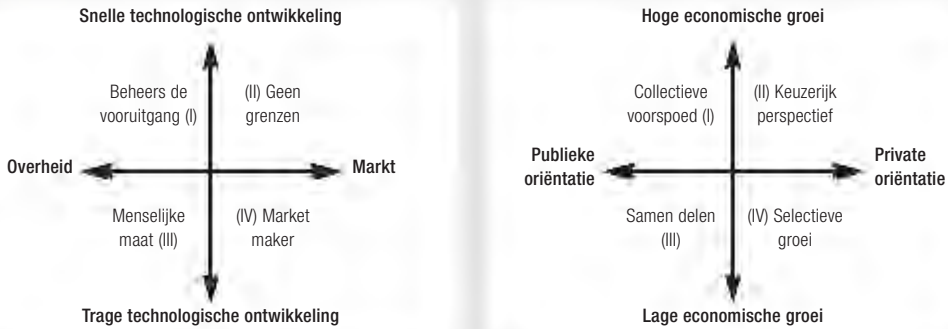 Snelle technologische ontwikkeling
Beheers de
vooruitgang (I)
(II) Geen
grenzen
Overheid
Markt
Menselijke
maat (III)
(IV) Market
maker
Trage technologische ontwikkeling
Hoge economische groei
Collectieve
voorspoed (I)
(II) Keuzerijk
perspectief
Publieke
oriëntatie
Private
oriëntatie
Samen delen
(III)
(IV) Selectieve
groei
Lage economische groei